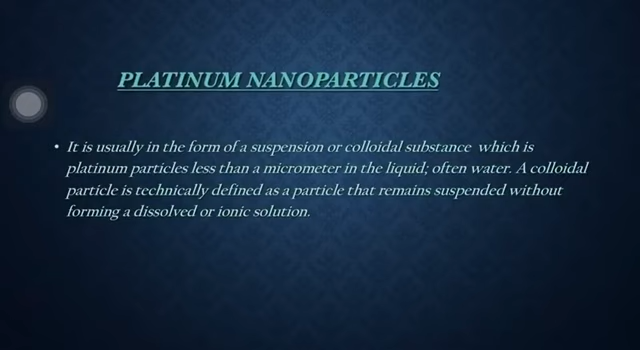 PLATINUM NANOPARTICLES
• It is usually in the form of a suspension or colloidal substance which is
platinum particles less than a micrometer in the liquid; often water. A colloidal
particle is technically defined as a particle that remains suspended without
forming a dissolved or ionic solution.